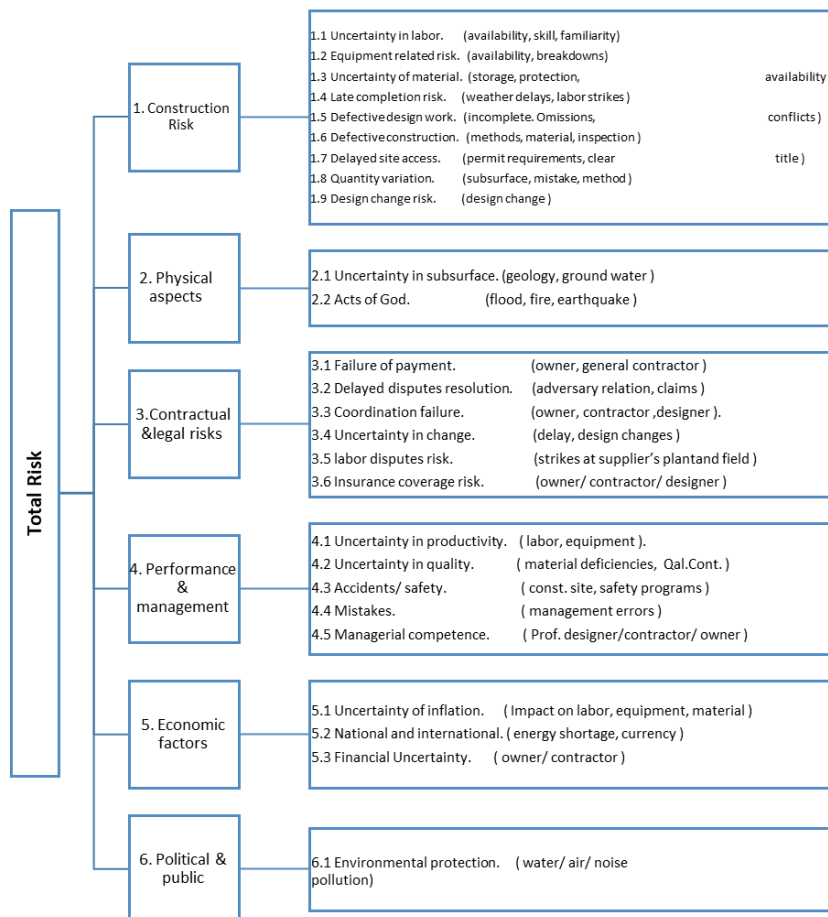 Total Risk
1. Construction
Risk
1.1 Uncertainty in labor. (availability, skill, familiarity)
1.2 Equipment related risk. (availability, breakdowns)
1.3 Uncertainty of material. (storage, protection, availability
1.4 Late completion risk. (weather delays, labor strikes )
1.5 Defective design work. (incomplete. Omissions, conflicts )
1.6 Defective construction. (methods, material, inspection )
1.7 Delayed site access. (permit requirements, clear title )
1.8 Quantity variation. (subsurface, mistake, method )
1.9 Design change risk. (design change )
2. Physical
aspects
2.1 Uncertainty in subsurface. (geology, ground water )
2.2 Acts of God. (flood, fire, earthquake )
3.Contractual
&legal risks
3.1 Failure of payment. (owner, general contractor )
3.2 Delayed disputes resolution. (adversary relation, claims )
3.3 Coordination failure. (owner, contractor ,designer ).
3.4 Uncertainty in change. (delay, design changes )
3.5 labor disputes risk. (strikes at supplier’s plantand field )
3.6 Insurance coverage risk. (owner/ contractor/ designer )
4. Performance
&
management
4.1 Uncertainty in productivity. ( labor, equipment ).
4.2 Uncertainty in quality. ( material deficiencies, Qal.Cont. )
4.3 Accidents/ safety. ( const. site, safety programs )
4.4 Mistakes. ( management errors )
4.5 Managerial competence. ( Prof. designer/contractor/ owner )
5. Economic
factors
5.1 Uncertainty of inflation. ( Impact on labor, equipment, material )
5.2 National and international. ( energy shortage, currency )
5.3 Financial Uncertainty. ( owner/ contractor )
6. Political &
public
6.1 Environmental protection. ( water/ air/ noise
pollution)